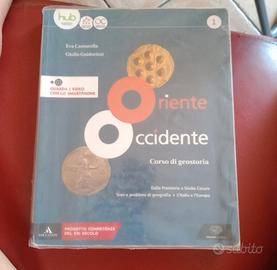 hub
1
Eva Cantarella
Giulio Guidorizzi
GUARDA I VIDEO
CON LO SMARTPHONE
Oriente
Occidente
Corso di geostoria
Dalla Preistoria a Giulio Cesare
Temi e problemi di geografia • L'Italia e l'Europa
PROGETTO COMPETENZE
DEL XXI SECOLO
subito